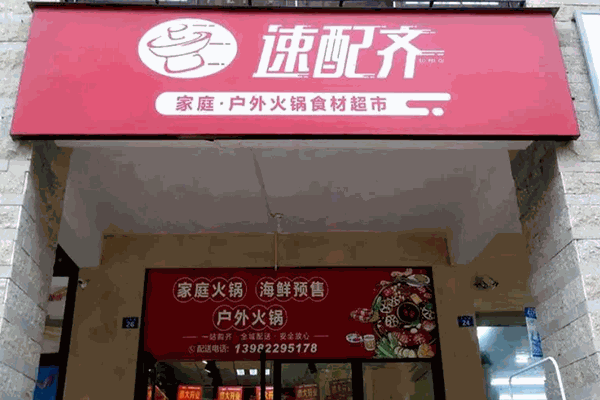 速配齐
家庭·户外火锅食材超市
家庭火锅 海鲜预售
户外火锅
一站购齐·全城配送·安全放心
配送电话:13982295178
26
24